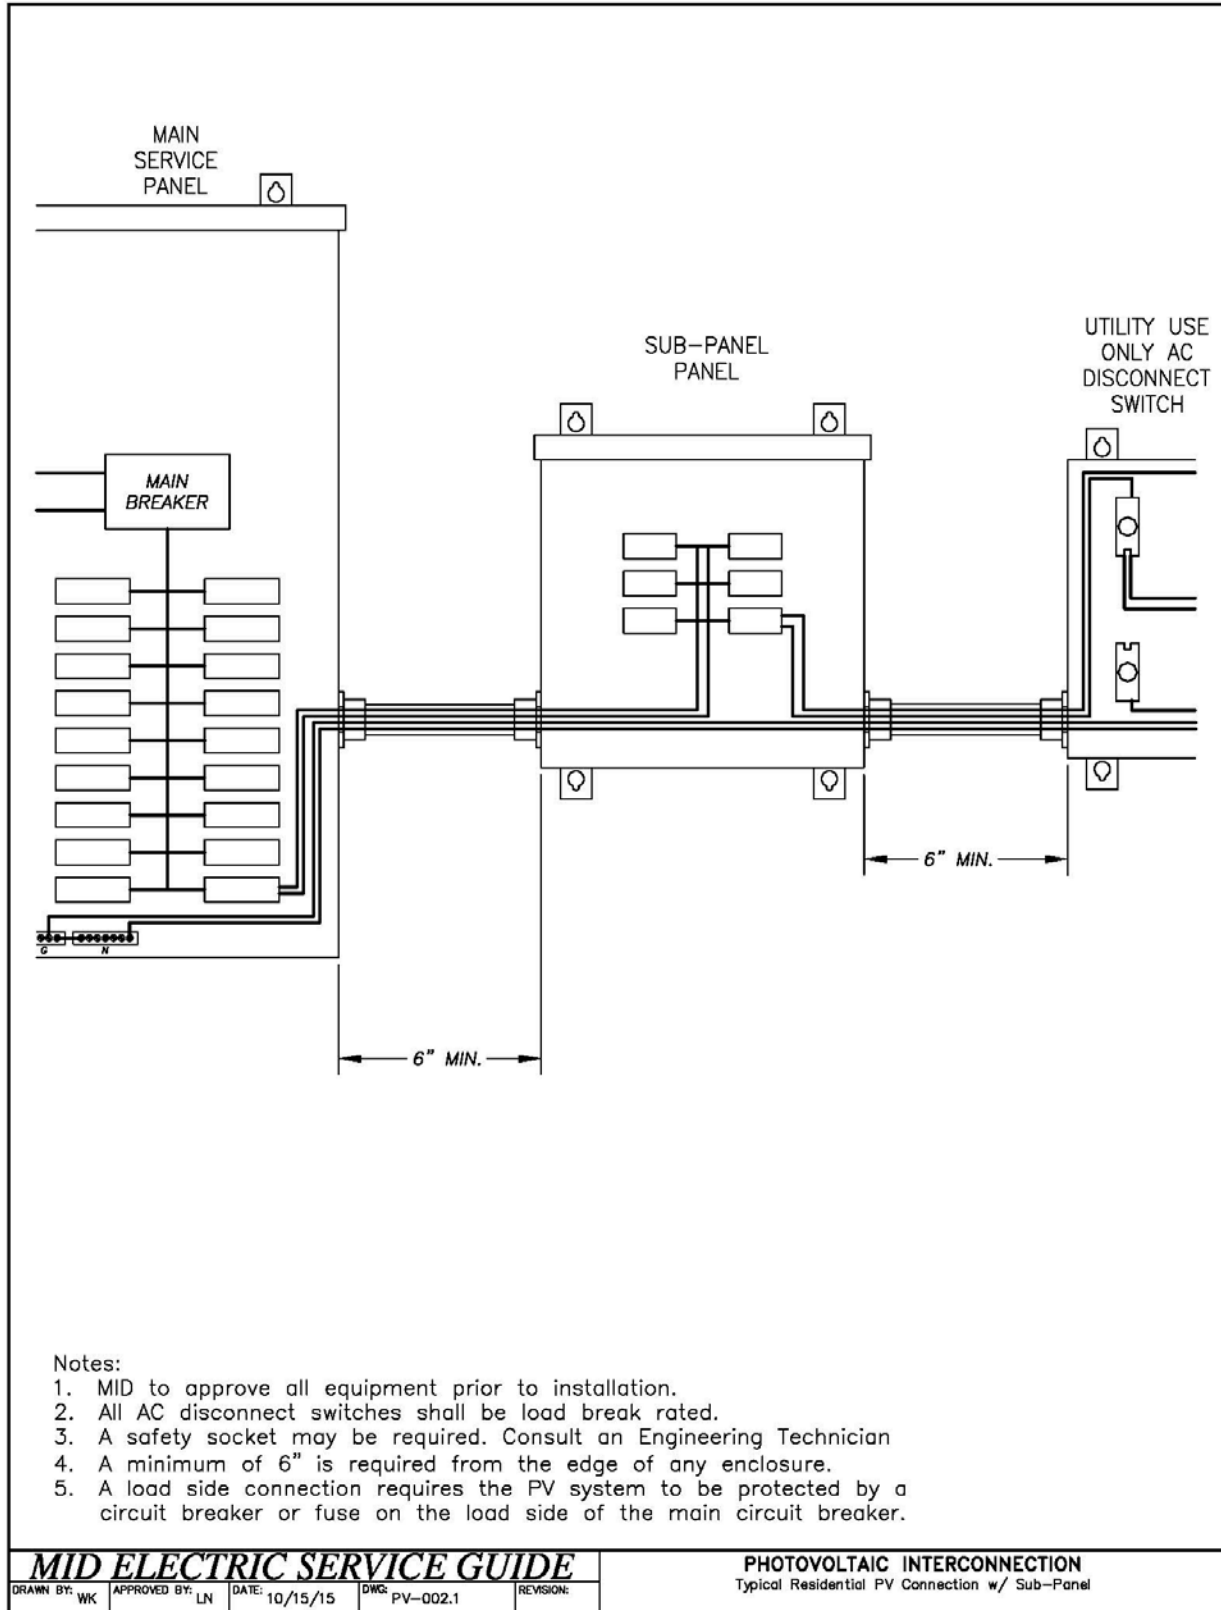 MAIN
SERVICE
PANEL
SUB-PANEL
PANEL
UTILITY USE
ONLY AC
DISCONNECT
SWITCH
MAIN
BREAKER
G
N
6" MIN.
6" MIN.
Notes:
1. MID to approve all equipment prior to installation.
2. All AC disconnect switches shall be load break rated.
3. A safety socket may be required. Consult an Engineering Technician
4. A minimum of 6" is required from the edge of any enclosure.
5. A load side connection requires the PV system to be protected by a
circuit breaker or fuse on the load side of the main circuit breaker.
MID ELECTRIC SERVICE GUIDE
DRAWN BY: WK APPROVED BY: LN DATE: 10/15/15 DWG: PV-002.1 REVISION:
PHOTOVOLTAIC INTERCONNECTION
Typical Residential PV Connection w/ Sub-Panel